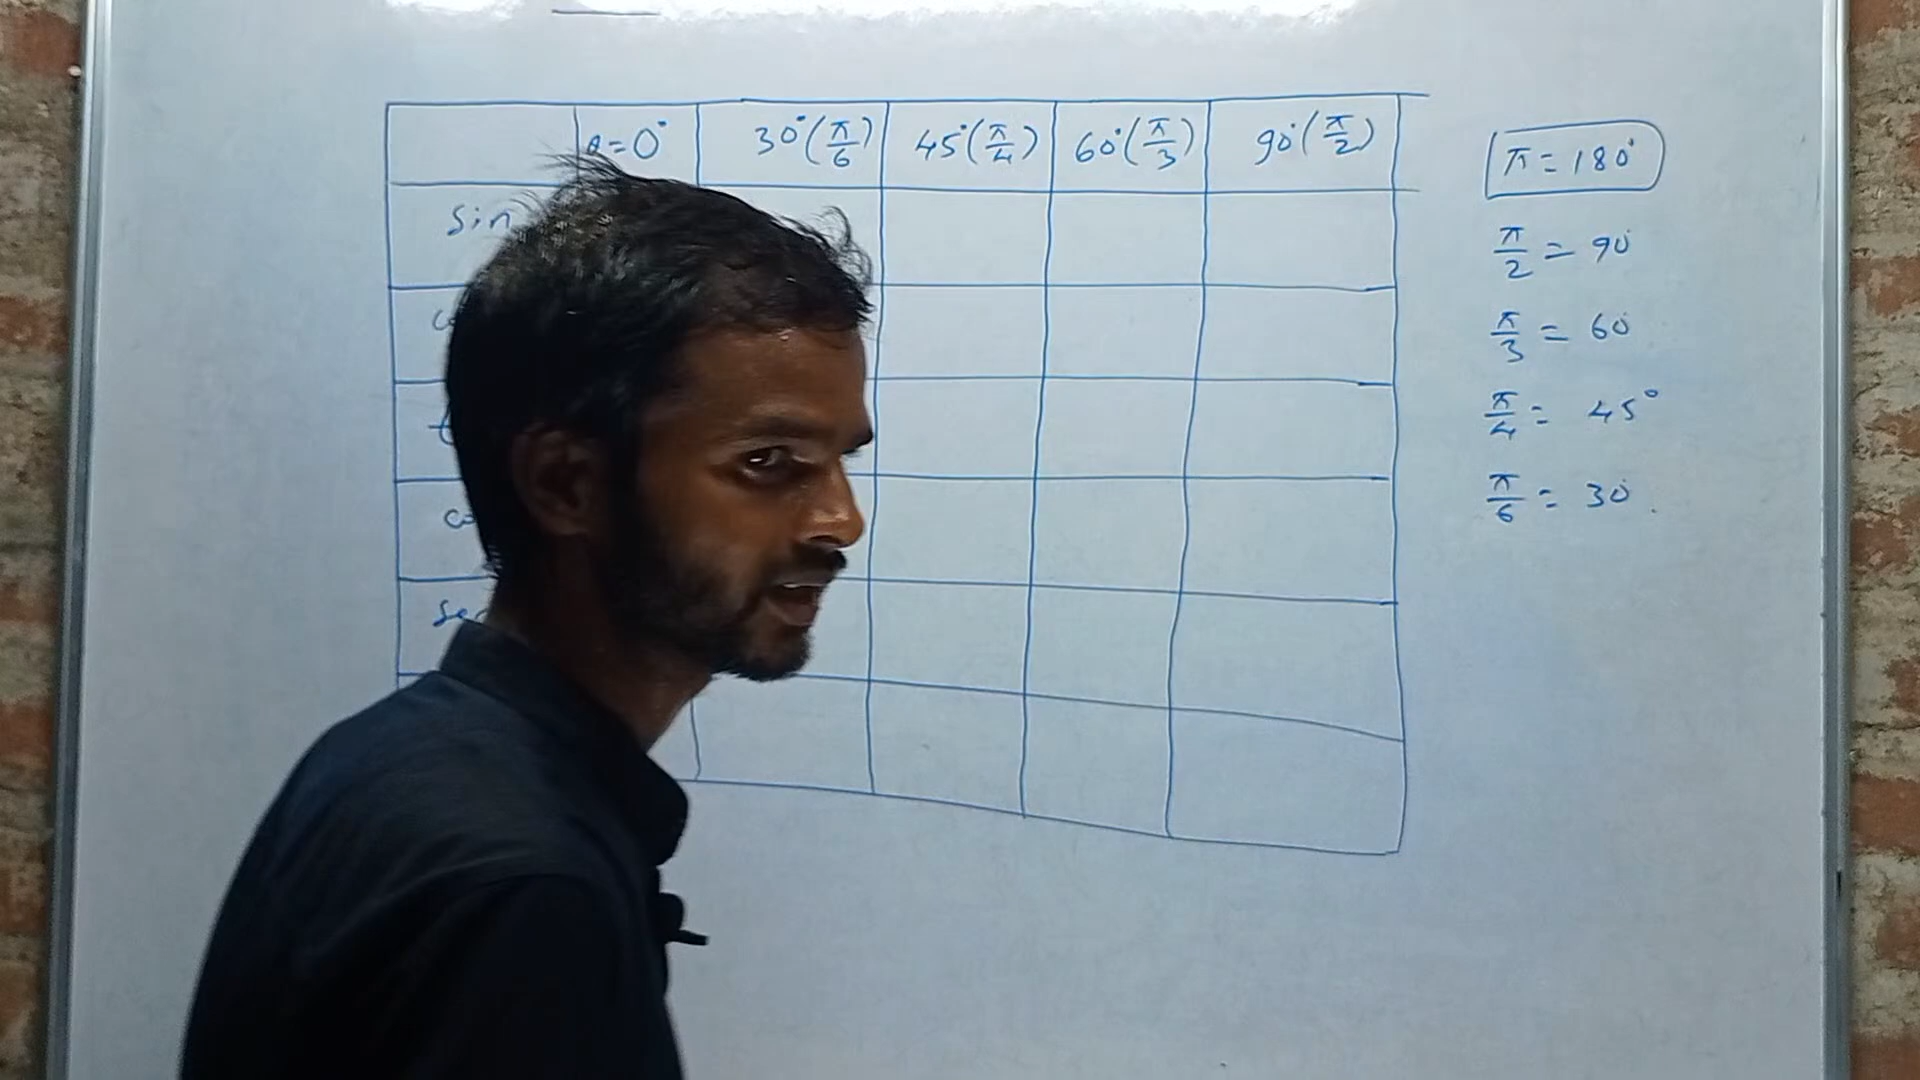 θ=0° 30°(π/6) 45°(π/4) 60°(π/3) 90°(π/2)
sin
sec
π = 180°
π/2 = 90°
π/3 = 60°
π/4 = 45°
π/6 = 30°